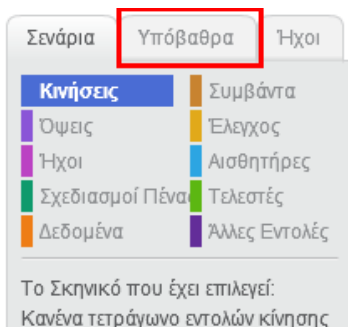 Σενάρια Υπόβαθρα Ήχοι
Κινήσεις Συμβάντα
Όψεις Έλεγχος
Ήχοι Αισθητήρες
Σχεδιασμοί Πένας Τελεστές
Δεδομένα Άλλες Εντολές
Το Σκηνικό που έχει επιλεγεί:
Κανένα τετράγωνο εντολών κίνησης